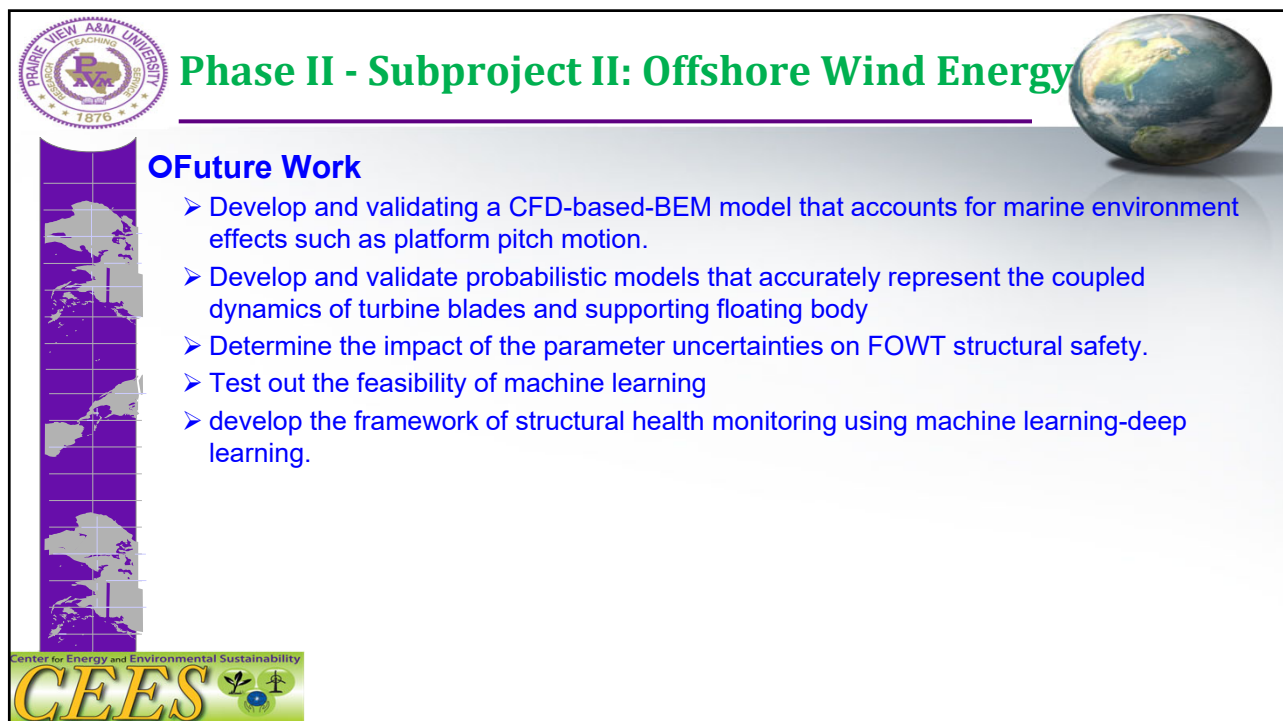 PRAIRIE VIEW A&M UNIVERSITY
TEACHING
RESEARCH
SERVICE
PVAM
1876
Phase II - Subproject II: Offshore Wind Energy
Future Work
➢ Develop and validating a CFD-based-BEM model that accounts for marine environment
effects such as platform pitch motion.
➢ Develop and validate probabilistic models that accurately represent the coupled
dynamics of turbine blades and supporting floating body
➢ Determine the impact of the parameter uncertainties on FOWT structural safety.
➢ Test out the feasibility of machine learning
➢ develop the framework of structural health monitoring using machine learning-deep
learning.
Center for Energy and Environmental Sustainability
CEES